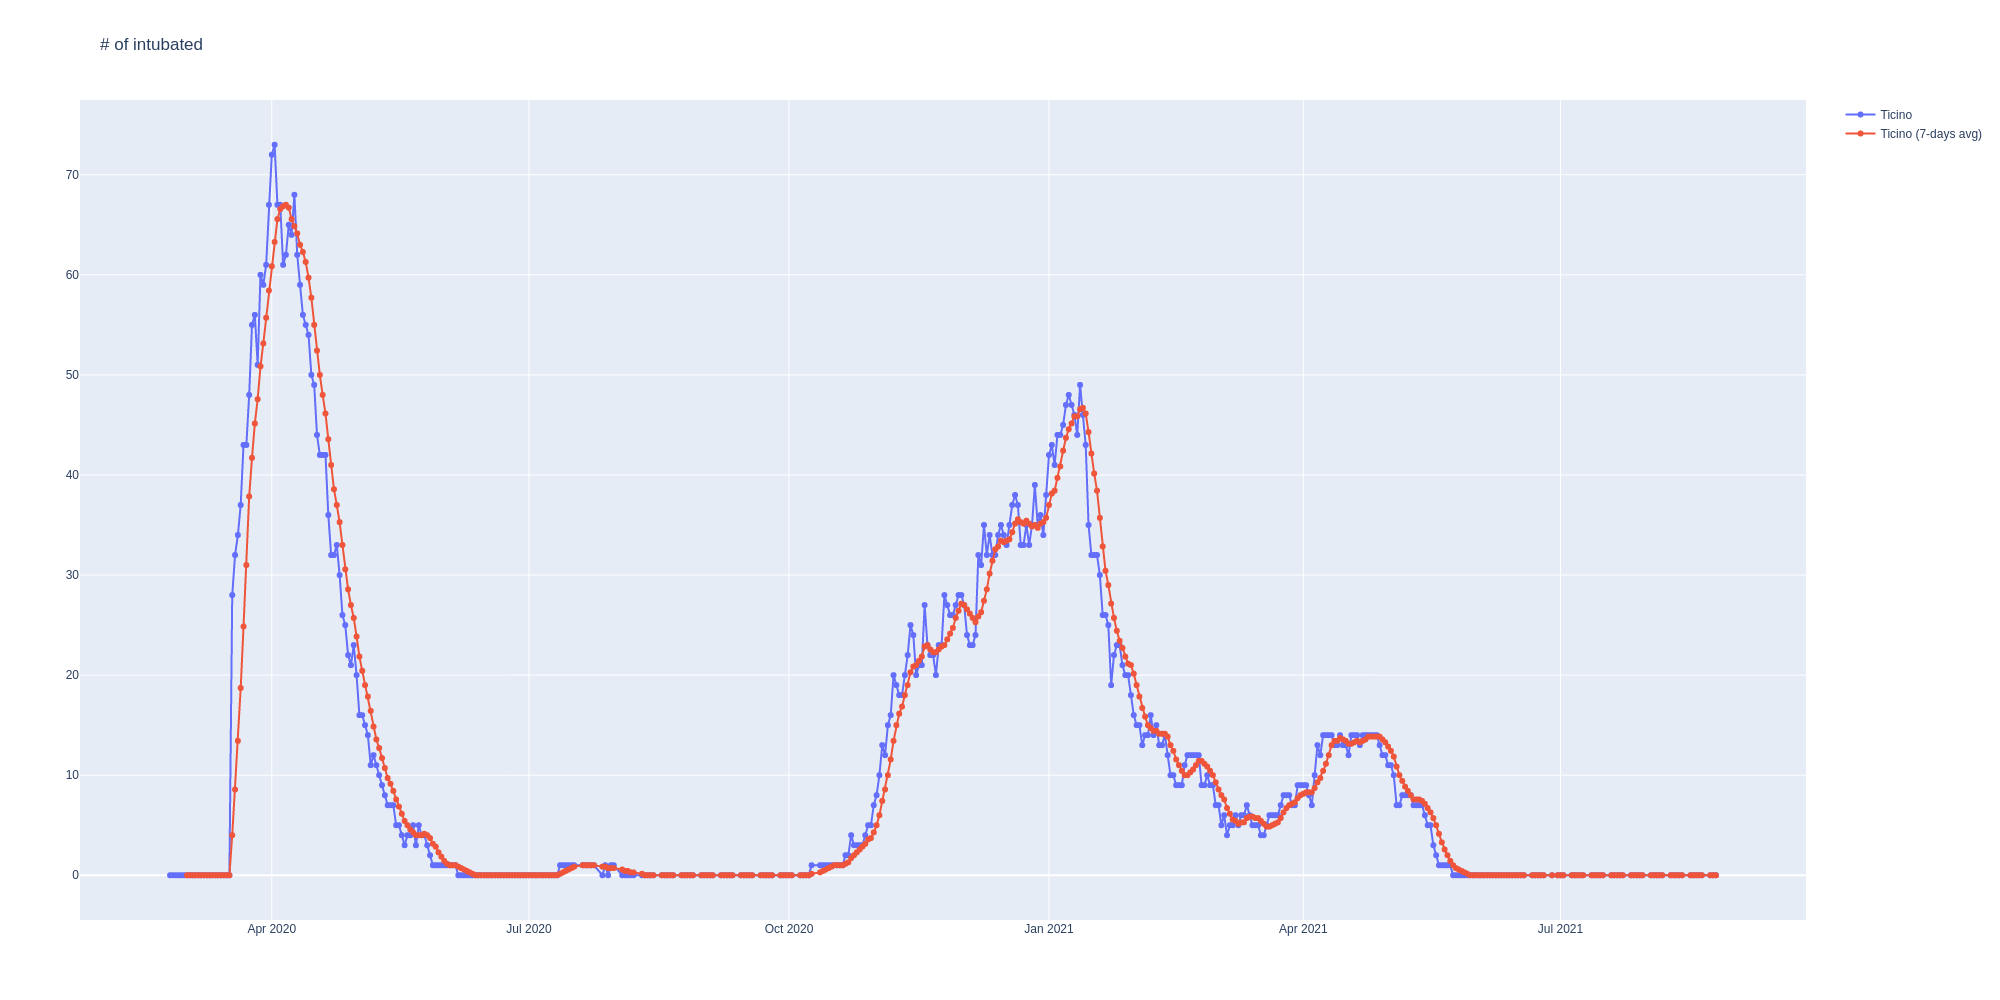 # of intubated
Ticino
Ticino (7-days avg)
70
60
50
40
30
20
10
0
Apr 2020
Jul 2020
Oct 2020
Jan 2021
Apr 2021
Jul 2021